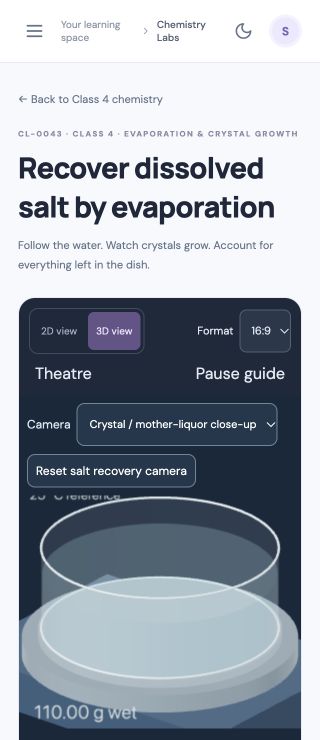 Your learning space
Chemistry Labs
S
← Back to Class 4 chemistry
CL-0043 · CLASS 4 · EVAPORATION & CRYSTAL GROWTH
Recover dissolved
salt by evaporation
Follow the water. Watch crystals grow. Account for
everything left in the dish.
2D view
3D view
Format
16:9
Theatre
Pause guide
Camera
Crystal / mother-liquor close-up
Reset salt recovery camera
25 °C reference
110.00 g wet